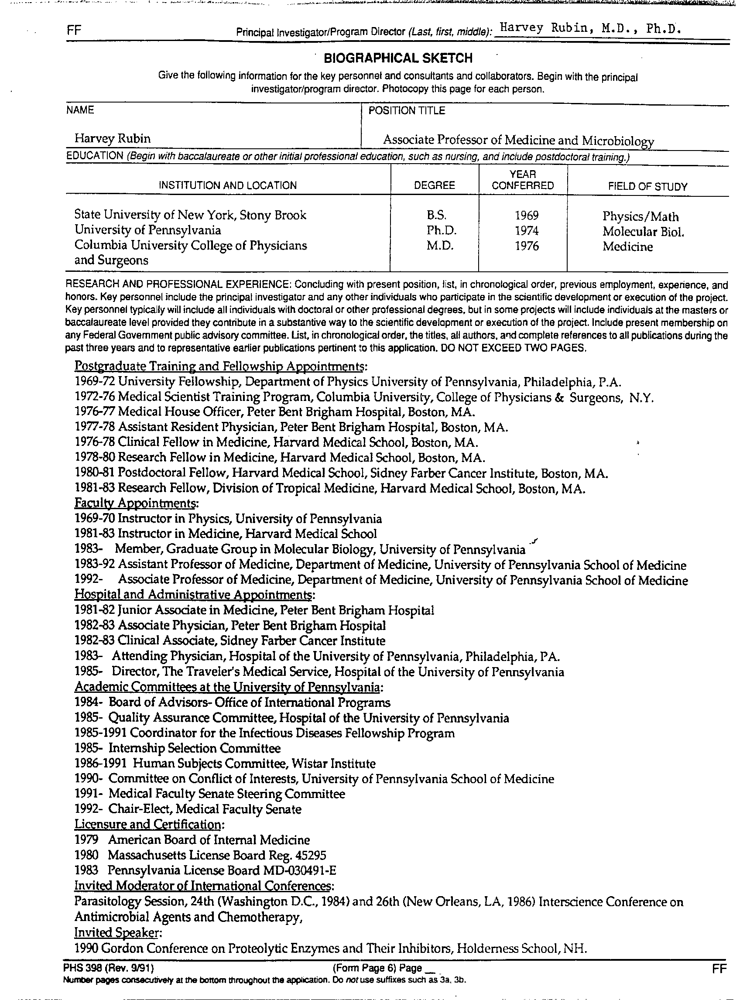 FF
Principal Investigator/Program Director (Last, first, middle): Harvey Rubin, M.D., Ph.D.
BIOGRAPHICAL SKETCH
Give the following information for the key personnel and consultants and collaborators. Begin with the principal
investigator/program director. Photocopy this page for each person.
NAME POSITION TITLE
Harvey Rubin Associate Professor of Medicine and Microbiology
EDUCATION (Begin with baccalaureate or other initial professional education, such as nursing, and include postdoctoral training.)
INSTITUTION AND LOCATION DEGREE YEAR CONFERRED FIELD OF STUDY
State University of New York, Stony Brook B.S. 1969 Physics/Math
University of Pennsylvania Ph.D. 1974 Molecular Biol.
Columbia University College of Physicians M.D. 1976 Medicine
and Surgeons
RESEARCH AND PROFESSIONAL EXPERIENCE: Concluding with present position, list, in chronological order, previous employment, experience, and
honors. Key personnel include the principal investigator and any other individuals who participate in the scientific development or execution of the project.
Key personnel typically will include all individuals with doctoral or other professional degrees, but in some projects will include individuals at the masters or
baccalaureate level provided they contribute in a substantive way to the scientific development or execution of the project. Include present membership on
any Federal Government public advisory committee. List, in chronological order, the titles, all authors, and complete references to all publications during the
past three years and to representative earlier publications pertinent to this application. DO NOT EXCEED TWO PAGES.
Postgraduate Training and Fellowship Appointments:
1969-72 University Fellowship, Department of Physics University of Pennsylvania, Philadelphia, P.A.
1972-76 Medical Scientist Training Program, Columbia University, College of Physicians & Surgeons, N.Y.
1976-77 Medical House Officer, Peter Bent Brigham Hospital, Boston, MA.
1977-78 Assistant Resident Physician, Peter Bent Brigham Hospital, Boston, MA.
1976-78 Clinical Fellow in Medicine, Harvard Medical School, Boston, MA.
1978-80 Research Fellow in Medicine, Harvard Medical School, Boston, MA.
1980-81 Postdoctoral Fellow, Harvard Medical School, Sidney Farber Cancer Institute, Boston, MA.
1981-83 Research Fellow, Division of Tropical Medicine, Harvard Medical School, Boston, MA.
Faculty Appointments:
1969-70 Instructor in Physics, University of Pennsylvania
1981-83 Instructor in Medicine, Harvard Medical School
1983- Member, Graduate Group in Molecular Biology, University of Pennsylvania
1983-92 Assistant Professor of Medicine, Department of Medicine, University of Pennsylvania School of Medicine
1992- Associate Professor of Medicine, Department of Medicine, University of Pennsylvania School of Medicine
Hospital and Administrative Appointments:
1981-82 Junior Associate in Medicine, Peter Bent Brigham Hospital
1982-83 Associate Physician, Peter Bent Brigham Hospital
1982-83 Clinical Associate, Sidney Farber Cancer Institute
1983- Attending Physician, Hospital of the University of Pennsylvania, Philadelphia, PA.
1985- Director, The Traveler's Medical Service, Hospital of the University of Pennsylvania
Academic Committees at the University of Pennsylvania:
1984- Board of Advisors- Office of International Programs
1985- Quality Assurance Committee, Hospital of the University of Pennsylvania
1985-1991 Coordinator for the Infectious Diseases Fellowship Program
1985- Internship Selection Committee
1986-1991 Human Subjects Committee, Wistar Institute
1990- Committee on Conflict of Interests, University of Pennsylvania School of Medicine
1991- Medical Faculty Senate Steering Committee
1992- Chair-Elect, Medical Faculty Senate
Licensure and Certification:
1979 American Board of Internal Medicine
1980 Massachusetts License Board Reg. 45295
1983 Pennsylvania License Board MD-030491-E
Invited Moderator of International Conferences:
Parasitology Session, 24th (Washington D.C., 1984) and 26th (New Orleans, LA, 1986) Interscience Conference on
Antimicrobial Agents and Chemotherapy,
Invited Speaker:
1990 Gordon Conference on Proteolytic Enzymes and Their Inhibitors, Holderness School, NH.
PHS 398 (Rev. 9/91) (Form Page 6) Page __ FF
Number pages consecutively at the bottom throughout the application. Do not use suffixes such as 3a, 3b.